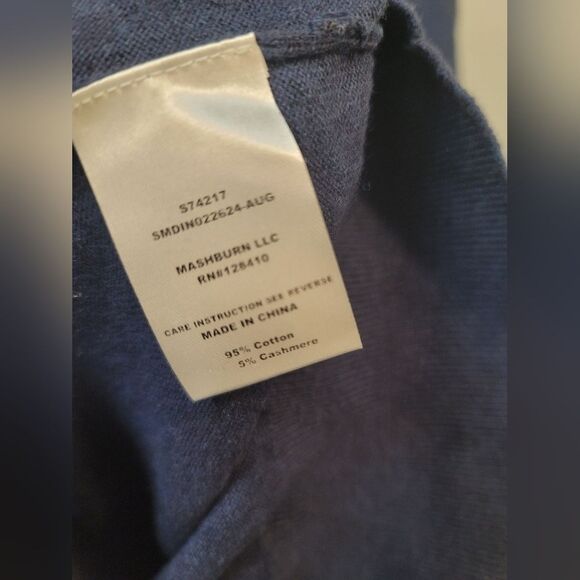 S74217
SMDIN022624-AUG
MASHBURN LLC
RN#128410
CARE INSTRUCTION SEE REVERSE
MADE IN CHINA
95% Cotton
5% Cashmere